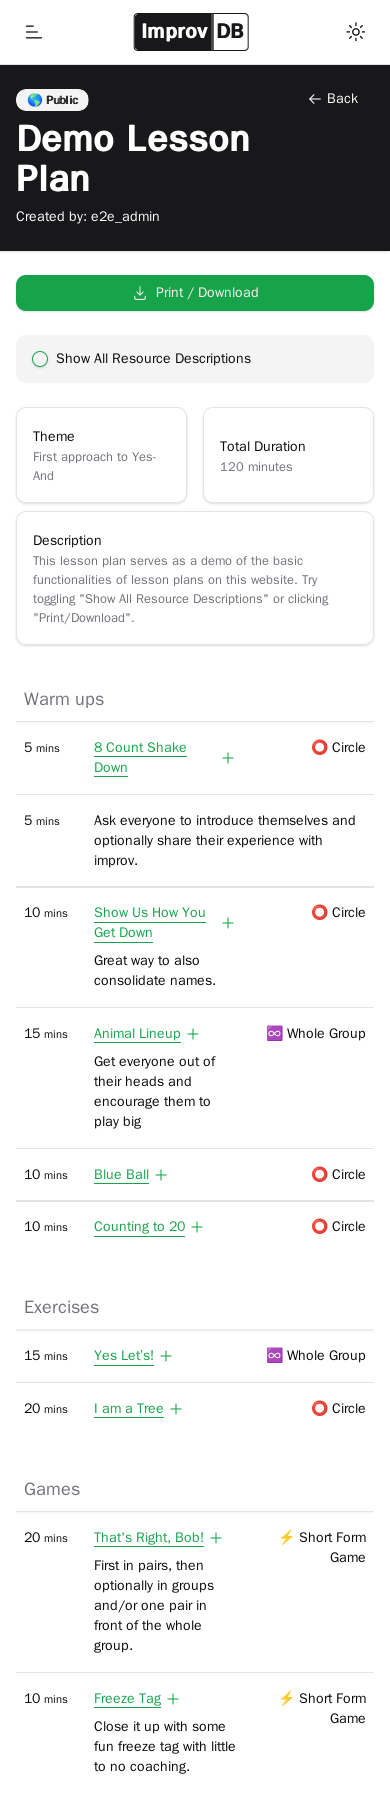 Improv DB
🌎 Public
← Back
Demo Lesson
Plan
Created by: e2e_admin
Print / Download
Show All Resource Descriptions
Theme
First approach to Yes-
And
Total Duration
120 minutes
Description
This lesson plan serves as a demo of the basic
functionalities of lesson plans on this website. Try
toggling "Show All Resource Descriptions" or clicking
"Print/Download".
Warm ups
5 mins
8 Count Shake
Down
⭕ Circle
5 mins
Ask everyone to introduce themselves and
optionally share their experience with
improv.
10 mins
Show Us How You
Get Down
⭕ Circle
Great way to also
consolidate names.
15 mins
Animal Lineup
♾️ Whole Group
Get everyone out of
their heads and
encourage them to
play big
10 mins
Blue Ball
⭕ Circle
10 mins
Counting to 20
⭕ Circle
Exercises
15 mins
Yes Let's!
♾️ Whole Group
20 mins
I am a Tree
⭕ Circle
Games
20 mins
That's Right, Bob!
⚡ Short Form
Game
First in pairs, then
optionally in groups
and/or one pair in
front of the whole
group.
10 mins
Freeze Tag
⚡ Short Form
Game
Close it up with some
fun freeze tag with little
to no coaching.